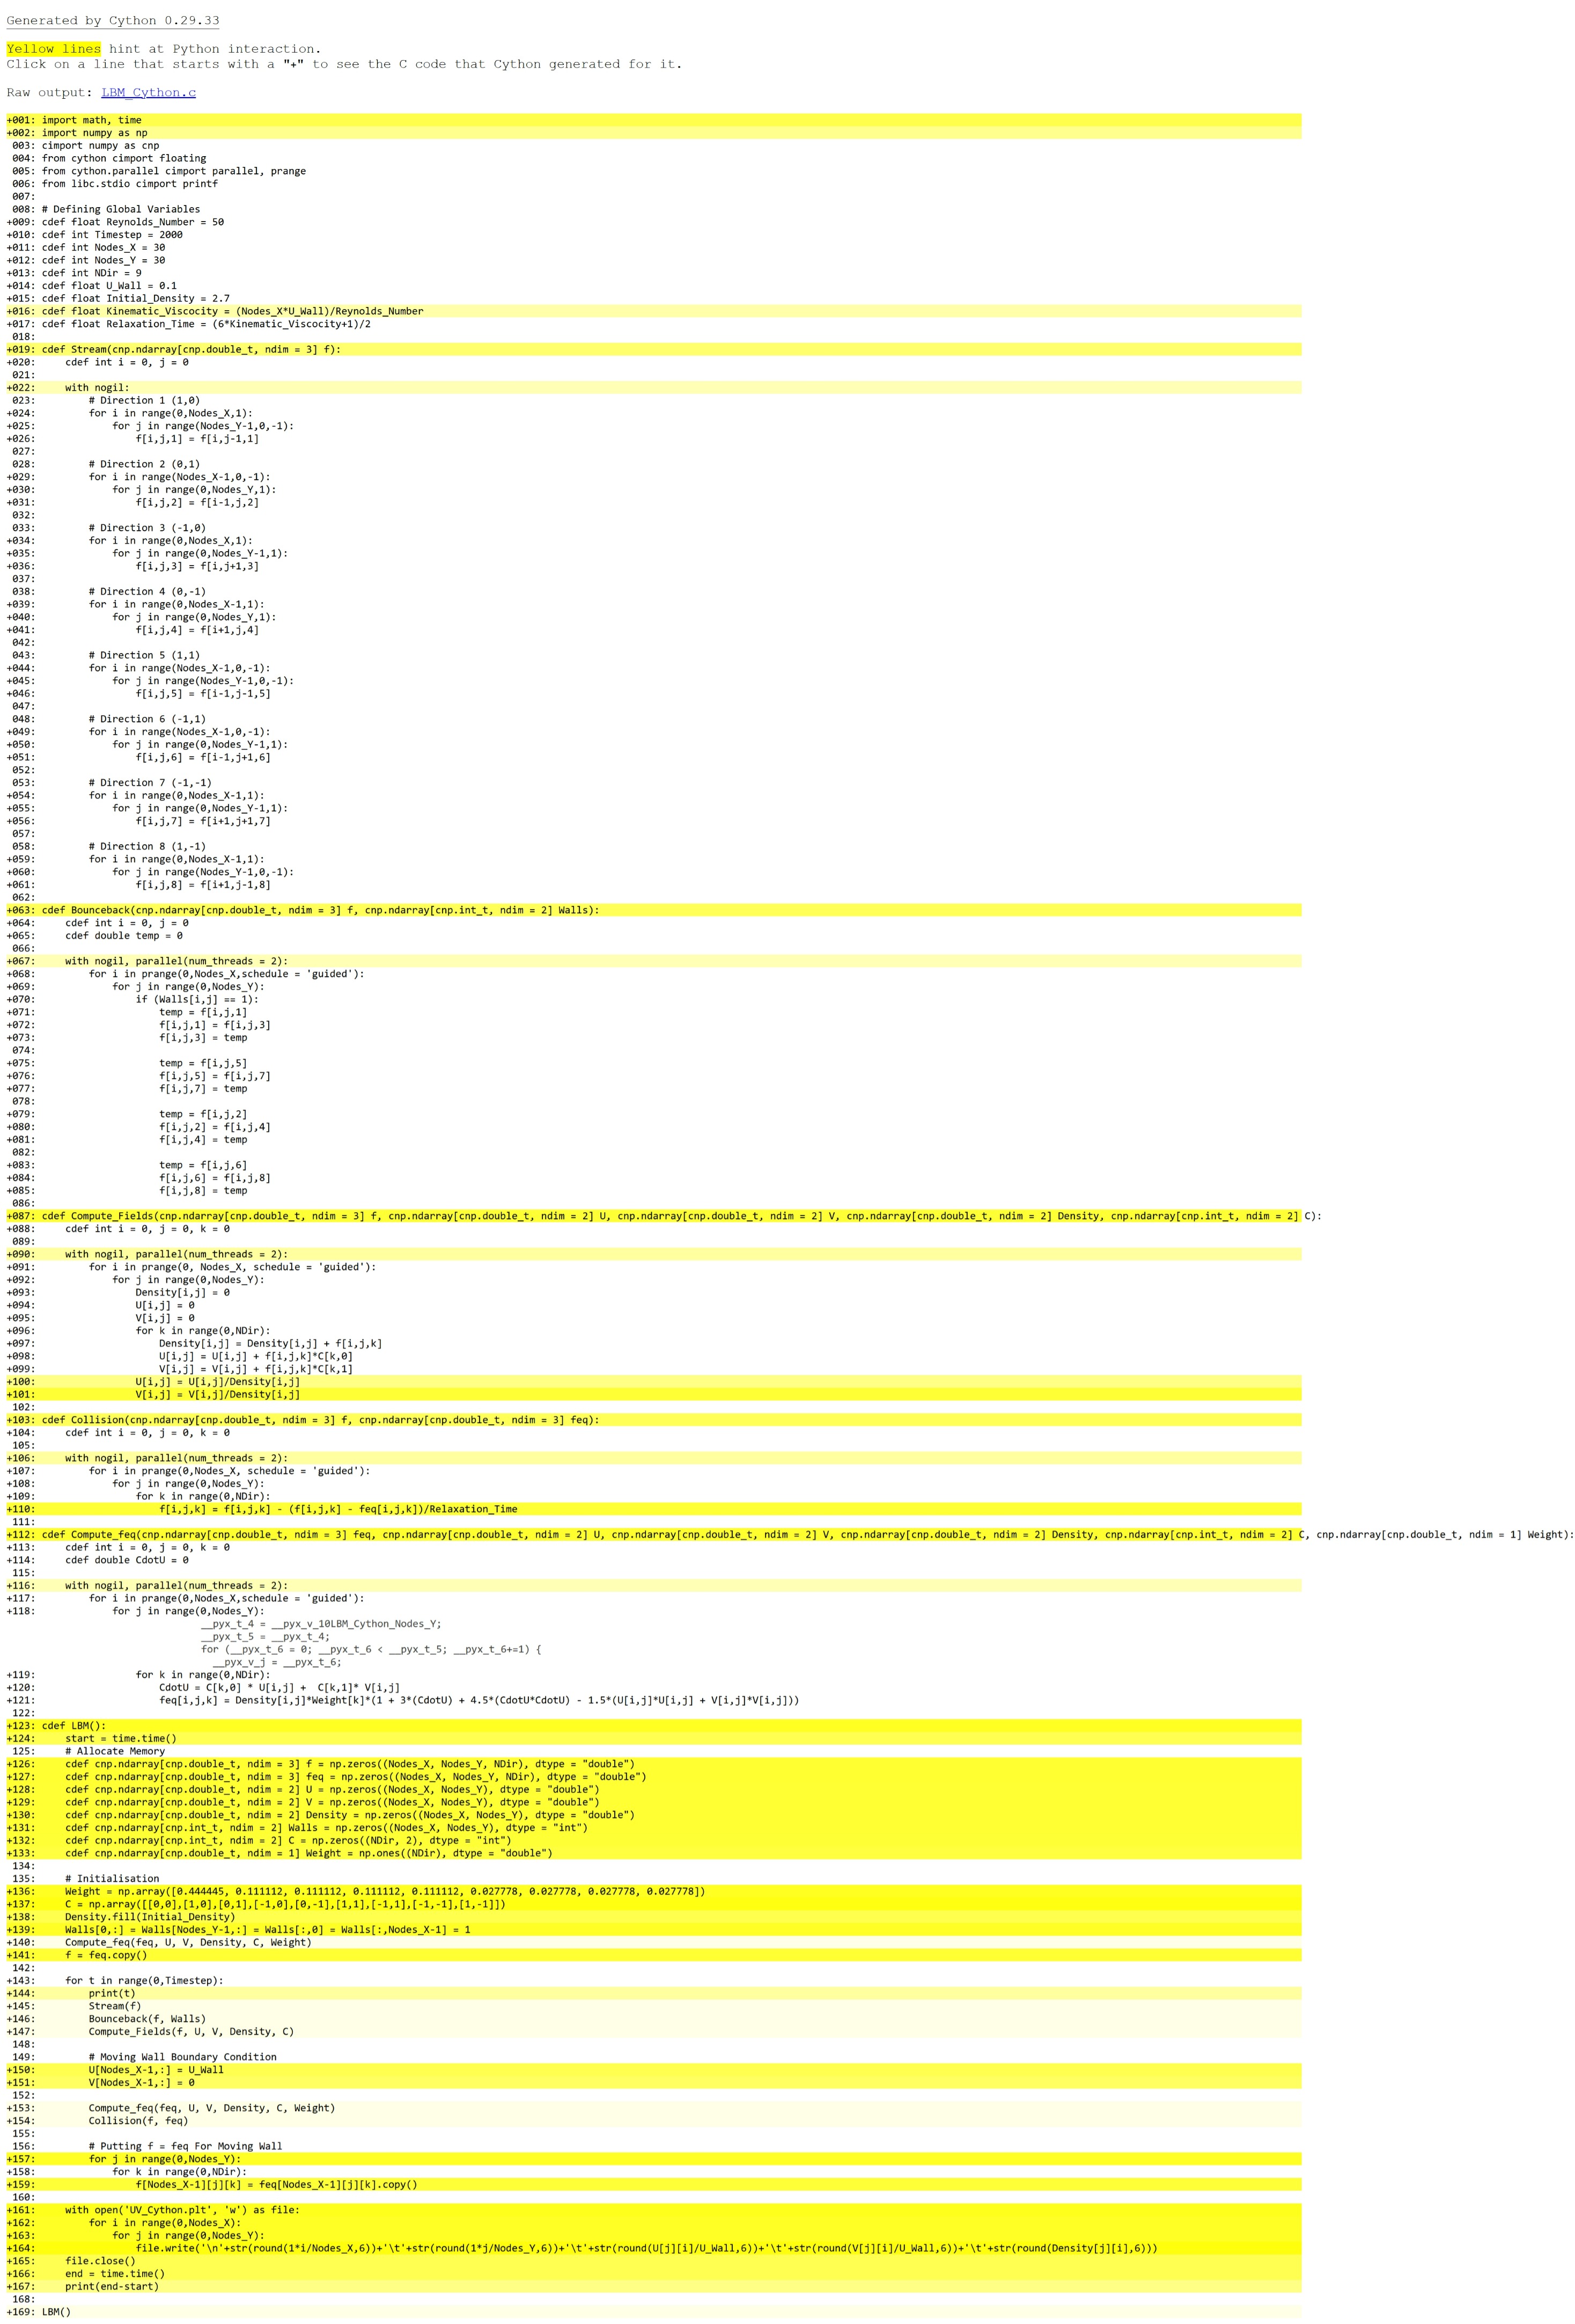 Generated by Cython 0.29.33
Yellow lines hint at Python interaction.
Click on a line that starts with a "+" to see the C code that Cython generated for it.
Raw output: LBM_Cython.c
+001: import math, time
+002: import numpy as np
 003: cimport numpy as cnp
 004: from cython cimport floating
 005: from cython.parallel cimport parallel, prange
 006: from libc.stdio cimport printf
 007:
 008: # Defining Global Variables
+009: cdef float Reynolds_Number = 50
+010: cdef int Timestep = 2000
+011: cdef int Nodes_X = 30
+012: cdef int Nodes_Y = 30
+013: cdef int NDir = 9
+014: cdef float U_Wall = 0.1
+015: cdef float Initial_Density = 2.7
+016: cdef float Kinematic_Viscocity = (Nodes_X*U_Wall)/Reynolds_Number
+017: cdef float Relaxation_Time = (6*Kinematic_Viscocity+1)/2
 018:
+019: cdef Stream(cnp.ndarray[cnp.double_t, ndim = 3] f):
+020:     cdef int i = 0, j = 0
 021:
+022:     with nogil:
 023:         # Direction 1 (1,0)
+024:         for i in range(0,Nodes_X,1):
+025:             for j in range(Nodes_Y-1,0,-1):
+026:                 f[i,j,1] = f[i,j-1,1]
 027:
 028:         # Direction 2 (0,1)
+029:         for i in range(Nodes_X-1,0,-1):
+030:             for j in range(0,Nodes_Y,1):
+031:                 f[i,j,2] = f[i-1,j,2]
 032:
 033:         # Direction 3 (-1,0)
+034:         for i in range(0,Nodes_X,1):
+035:             for j in range(0,Nodes_Y-1,1):
+036:                 f[i,j,3] = f[i,j+1,3]
 037:
 038:         # Direction 4 (0,-1)
+039:         for i in range(0,Nodes_X-1,1):
+040:             for j in range(0,Nodes_Y,1):
+041:                 f[i,j,4] = f[i+1,j,4]
 042:
 043:         # Direction 5 (1,1)
+044:         for i in range(Nodes_X-1,0,-1):
+045:             for j in range(Nodes_Y-1,0,-1):
+046:                 f[i,j,5] = f[i-1,j-1,5]
 047:
 048:         # Direction 6 (-1,1)
+049:         for i in range(Nodes_X-1,0,-1):
+050:             for j in range(0,Nodes_Y-1,1):
+051:                 f[i,j,6] = f[i-1,j+1,6]
 052:
 053:         # Direction 7 (-1,-1)
+054:         for i in range(0,Nodes_X-1,1):
+055:             for j in range(0,Nodes_Y-1,1):
+056:                 f[i,j,7] = f[i+1,j+1,7]
 057:
 058:         # Direction 8 (1,-1)
+059:         for i in range(0,Nodes_X-1,1):
+060:             for j in range(Nodes_Y-1,0,-1):
+061:                 f[i,j,8] = f[i+1,j-1,8]
 062:
+063: cdef Bounceback(cnp.ndarray[cnp.double_t, ndim = 3] f, cnp.ndarray[cnp.int_t, ndim = 2] Walls):
+064:     cdef int i = 0, j = 0
+065:     cdef double temp = 0
 066:
+067:     with nogil, parallel(num_threads = 2):
+068:         for i in prange(0,Nodes_X,schedule = 'guided'):
+069:             for j in range(0,Nodes_Y):
+070:                 if (Walls[i,j] == 1):
+071:                     temp = f[i,j,1]
+072:                     f[i,j,1] = f[i,j,3]
+073:                     f[i,j,3] = temp
 074:
+075:                     temp = f[i,j,5]
+076:                     f[i,j,5] = f[i,j,7]
+077:                     f[i,j,7] = temp
 078:
+079:                     temp = f[i,j,2]
+080:                     f[i,j,2] = f[i,j,4]
+081:                     f[i,j,4] = temp
 082:
+083:                     temp = f[i,j,6]
+084:                     f[i,j,6] = f[i,j,8]
+085:                     f[i,j,8] = temp
 086:
+087: cdef Compute_Fields(cnp.ndarray[cnp.double_t, ndim = 3] f, cnp.ndarray[cnp.double_t, ndim = 2] U, cnp.ndarray[cnp.double_t, ndim = 2] V, cnp.ndarray[cnp.double_t, ndim = 2] Density, cnp.ndarray[cnp.int_t, ndim = 2] C):
+088:     cdef int i = 0, j = 0, k = 0
 089:
+090:     with nogil, parallel(num_threads = 2):
+091:         for i in prange(0, Nodes_X, schedule = 'guided'):
+092:             for j in range(0,Nodes_Y):
+093:                 Density[i,j] = 0
+094:                 U[i,j] = 0
+095:                 V[i,j] = 0
+096:                 for k in range(0,NDir):
+097:                     Density[i,j] = Density[i,j] + f[i,j,k]
+098:                     U[i,j] = U[i,j] + f[i,j,k]*C[k,0]
+099:                     V[i,j] = V[i,j] + f[i,j,k]*C[k,1]
+100:                 U[i,j] = U[i,j]/Density[i,j]
+101:                 V[i,j] = V[i,j]/Density[i,j]
 102:
+103: cdef Collision(cnp.ndarray[cnp.double_t, ndim = 3] f, cnp.ndarray[cnp.double_t, ndim = 3] feq):
+104:     cdef int i = 0, j = 0, k = 0
 105:
+106:     with nogil, parallel(num_threads = 2):
+107:         for i in prange(0,Nodes_X, schedule = 'guided'):
+108:             for j in range(0,Nodes_Y):
+109:                 for k in range(0,NDir):
+110:                     f[i,j,k] = f[i,j,k] - (f[i,j,k] - feq[i,j,k])/Relaxation_Time
 111:
+112: cdef Compute_feq(cnp.ndarray[cnp.double_t, ndim = 3] feq, cnp.ndarray[cnp.double_t, ndim = 2] U, cnp.ndarray[cnp.double_t, ndim = 2] V, cnp.ndarray[cnp.double_t, ndim = 2] Density, cnp.ndarray[cnp.int_t, ndim = 2] C, cnp.ndarray[cnp.double_t, ndim = 1] Weight):
+113:     cdef int i = 0, j = 0, k = 0
+114:     cdef double CdotU = 0
 115:
+116:     with nogil, parallel(num_threads = 2):
+117:         for i in prange(0,Nodes_X,schedule = 'guided'):
+118:             for j in range(0,Nodes_Y):
                            __pyx_t_4 = __pyx_v_10LBM_Cython_Nodes_Y;
                            __pyx_t_5 = __pyx_t_4;
                            for (__pyx_t_6 = 0; __pyx_t_6 < __pyx_t_5; __pyx_t_6+=1) {
                              __pyx_v_j = __pyx_t_6;
+119:                 for k in range(0,NDir):
+120:                     CdotU = C[k,0] * U[i,j] +  C[k,1]* V[i,j]
+121:                     feq[i,j,k] = Density[i,j]*Weight[k]*(1 + 3*(CdotU) + 4.5*(CdotU*CdotU) - 1.5*(U[i,j]*U[i,j] + V[i,j]*V[i,j]))
 122:
+123: cdef LBM():
+124:     start = time.time()
 125:     # Allocate Memory
+126:     cdef cnp.ndarray[cnp.double_t, ndim = 3] f = np.zeros((Nodes_X, Nodes_Y, NDir), dtype = "double")
+127:     cdef cnp.ndarray[cnp.double_t, ndim = 3] feq = np.zeros((Nodes_X, Nodes_Y, NDir), dtype = "double")
+128:     cdef cnp.ndarray[cnp.double_t, ndim = 2] U = np.zeros((Nodes_X, Nodes_Y), dtype = "double")
+129:     cdef cnp.ndarray[cnp.double_t, ndim = 2] V = np.zeros((Nodes_X, Nodes_Y), dtype = "double")
+130:     cdef cnp.ndarray[cnp.double_t, ndim = 2] Density = np.zeros((Nodes_X, Nodes_Y), dtype = "double")
+131:     cdef cnp.ndarray[cnp.int_t, ndim = 2] Walls = np.zeros((Nodes_X, Nodes_Y), dtype = "int")
+132:     cdef cnp.ndarray[cnp.int_t, ndim = 2] C = np.zeros((NDir, 2), dtype = "int")
+133:     cdef cnp.ndarray[cnp.double_t, ndim = 1] Weight = np.ones((NDir), dtype = "double")
 134:
 135:     # Initialisation
+136:     Weight = np.array([0.444445, 0.111112, 0.111112, 0.111112, 0.111112, 0.027778, 0.027778, 0.027778, 0.027778])
+137:     C = np.array([[0,0],[1,0],[0,1],[-1,0],[0,-1],[1,1],[-1,1],[-1,-1],[1,-1]])
+138:     Density.fill(Initial_Density)
+139:     Walls[0,:] = Walls[Nodes_Y-1,:] = Walls[:,0] = Walls[:,Nodes_X-1] = 1
+140:     Compute_feq(feq, U, V, Density, C, Weight)
+141:     f = feq.copy()
 142:
+143:     for t in range(0,Timestep):
+144:         print(t)
+145:         Stream(f)
+146:         Bounceback(f, Walls)
+147:         Compute_Fields(f, U, V, Density, C)
 148:
 149:         # Moving Wall Boundary Condition
+150:         U[Nodes_X-1,:] = U_Wall
+151:         V[Nodes_X-1,:] = 0
 152:
+153:         Compute_feq(feq, U, V, Density, C, Weight)
+154:         Collision(f, feq)
 155:
 156:         # Putting f = feq For Moving Wall
+157:         for j in range(0,Nodes_Y):
+158:             for k in range(0,NDir):
+159:                 f[Nodes_X-1][j][k] = feq[Nodes_X-1][j][k].copy()
 160:
+161:     with open('UV_Cython.plt', 'w') as file:
+162:         for i in range(0,Nodes_X):
+163:             for j in range(0,Nodes_Y):
+164:                 file.write('\n'+str(round(1*i/Nodes_X,6))+'\t'+str(round(1*j/Nodes_Y,6))+'\t'+str(round(U[j][i]/U_Wall,6))+'\t'+str(round(V[j][i]/U_Wall,6))+'\t'+str(round(Density[j][i],6)))
+165:     file.close()
+166:     end = time.time()
+167:     print(end-start)
 168:
+169: LBM()